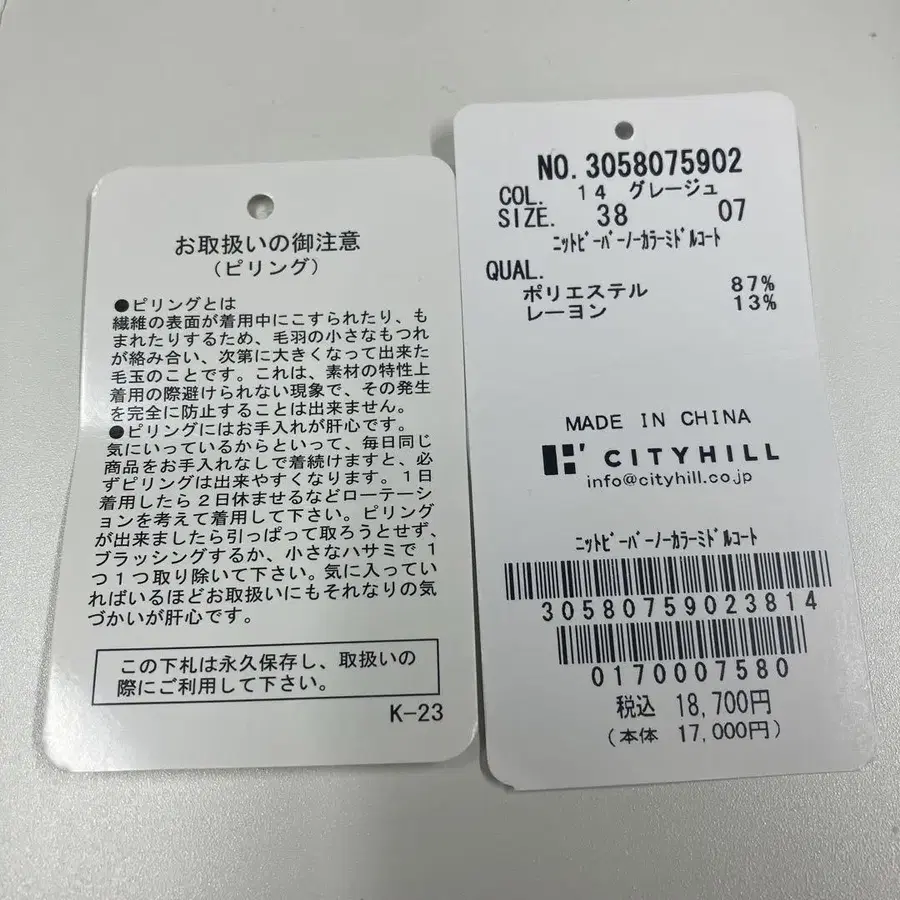 お取扱いの御注意
(ピリング)
●ピリングとは
繊維の表面が着用中にこすられたり、も
まれたりするため、毛羽の小さなもつれ
が絡み合い、次第に大きくなって出来た
毛玉のことです。これは、素材の特性上
着用の際避けられない現象で、その発生
を完全に防止することは出来ません。
●ピリングにはお手入れが肝心です。
気にいっているからといって、毎日同じ
商品をお手入れなしで着続けますと、必
ずピリングは出来やすくなります。1日
着用したら2日休ませるなどローテーシ
ョンを考えて着用して下さい。ピリング
が出来ましたら引っぱって取ろうとせず、
ブラッシングするか、小さなハサミで1
つ1つ取り除いて下さい。気に入ってい
ればいるほどお取扱いにもそれなりの気
づかいが肝心です。
この下札は永久保存し、取扱いの
際にご利用して下さい。
K-23
NO. 3058075902
COL. 14 グレージュ
SIZE. 38 07
ﾆｯﾄﾋﾞｰﾊﾞｰﾉｰｶﾗｰﾐﾄﾞﾙｺｰﾄ
QUAL.
ポリエステル 87%
レーヨン 13%
MADE IN CHINA
CITYHILL
info@cityhill.co.jp
ﾆｯﾄﾋﾞｰﾊﾞｰﾉｰｶﾗｰﾐﾄﾞﾙｺｰﾄ
30580759023814
0170007580
税込 18,700円
(本体 17,000円)